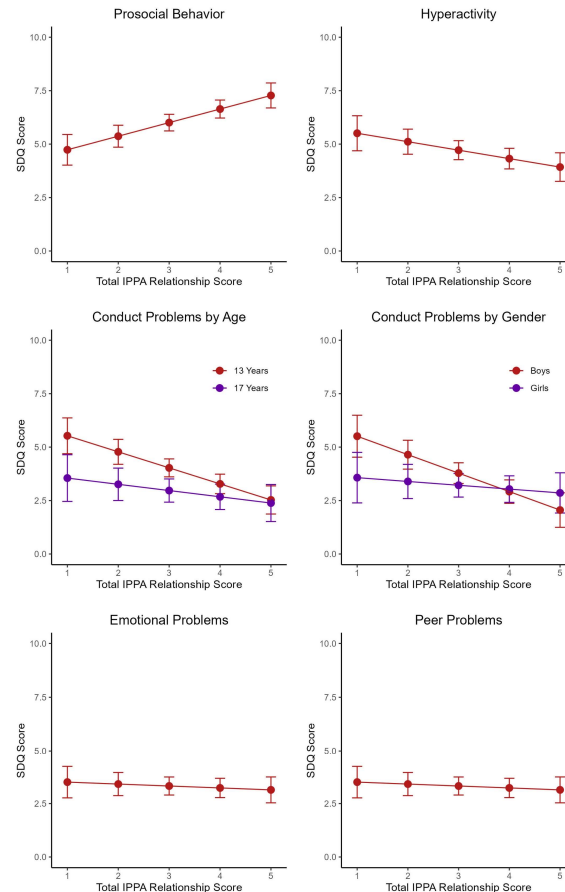 Prosocial Behavior
SDQ Score
10.0
7.5
5.0
2.5
0.0
1 2 3 4 5
Total IPPA Relationship Score
Hyperactivity
SDQ Score
10.0
7.5
5.0
2.5
0.0
1 2 3 4 5
Total IPPA Relationship Score
Conduct Problems by Age
SDQ Score
10.0
7.5
5.0
2.5
0.0
13 Years
17 Years
1 2 3 4 5
Total IPPA Relationship Score
Conduct Problems by Gender
SDQ Score
10.0
7.5
5.0
2.5
0.0
Boys
Girls
1 2 3 4 5
Total IPPA Relationship Score
Emotional Problems
SDQ Score
10.0
7.5
5.0
2.5
0.0
1 2 3 4 5
Total IPPA Relationship Score
Peer Problems
SDQ Score
10.0
7.5
5.0
2.5
0.0
1 2 3 4 5
Total IPPA Relationship Score